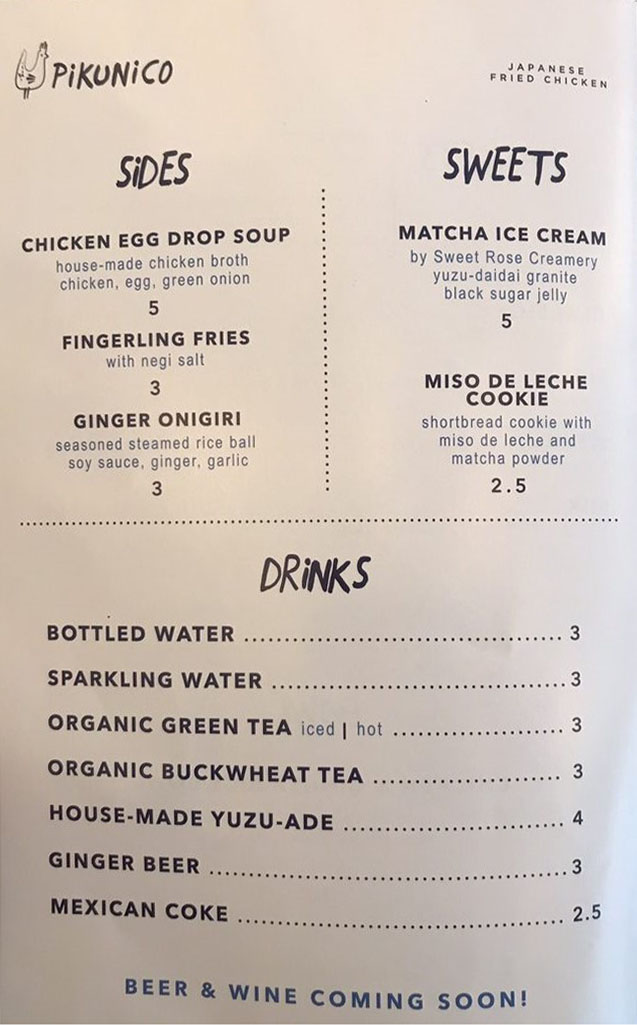 PiKUNiCO
JAPANESE
FRIED CHICKEN
SiDES
CHICKEN EGG DROP SOUP
house-made chicken broth
chicken, egg, green onion
5
FINGERLING FRIES
with negi salt
3
GINGER ONIGIRI
seasoned steamed rice ball
soy sauce, ginger, garlic
3
SWEETS
MATCHA ICE CREAM
by Sweet Rose Creamery
yuzu-daidai granite
black sugar jelly
5
MISO DE LECHE
COOKIE
shortbread cookie with
miso de leche and
matcha powder
2.5
DRiNKS
BOTTLED WATER ........................................ 3
SPARKLING WATER ..................................... 3
ORGANIC GREEN TEA iced | hot ...................... 3
ORGANIC BUCKWHEAT TEA ........................ 3
HOUSE-MADE YUZU-ADE ............................ 4
GINGER BEER ............................................. 3
MEXICAN COKE ......................................... 2.5
BEER & WINE COMING SOON!